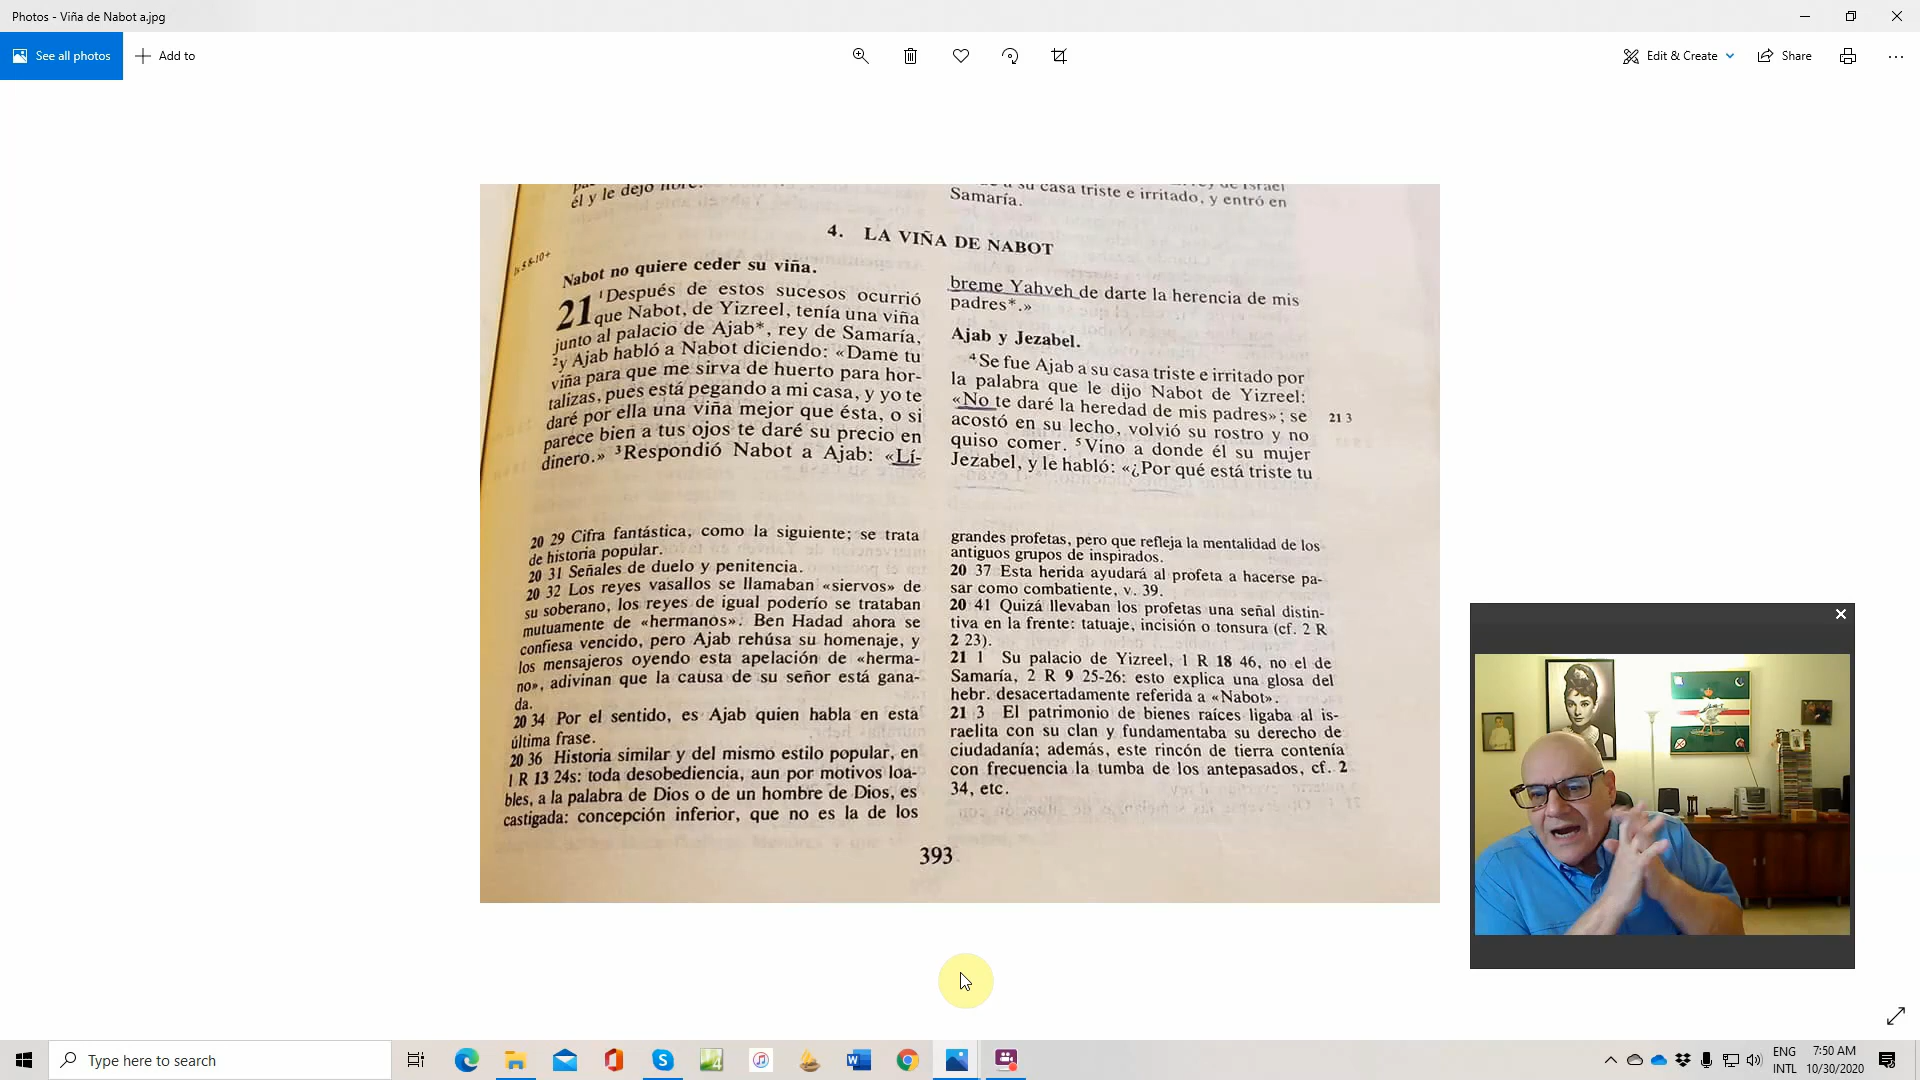 Photos - Viña de Nabot a.jpg
See all photos
Add to
Edit & Create
Share
él y le dejó libre.
a su casa triste e irritado, y entró en
Samaría.
4. LA VIÑA DE NABOT
Is 5 8-10+
Nabot no quiere ceder su viña.
21 1Después de estos sucesos ocurrió
que Nabot, de Yizreel, tenía una viña
junto al palacio de Ajab*, rey de Samaría,
2y Ajab habló a Nabot diciendo: «Dame tu
viña para que me sirva de huerto para hor-
talizas, pues está pegando a mi casa, y yo te
daré por ella una viña mejor que ésta, o si
parece bien a tus ojos te daré su precio en
dinero.» 3Respondió Nabot a Ajab: «Lí-
breme Yahveh de darte la herencia de mis
padres*.»
Ajab y Jezabel.
4Se fue Ajab a su casa triste e irritado por
la palabra que le dijo Nabot de Yizreel:
«No te daré la heredad de mis padres»; se
acostó en su lecho, volvió su rostro y no
quiso comer. 5Vino a donde él su mujer
Jezabel, y le habló: «¿Por qué está triste tu
21 3
20 29 Cifra fantástica, como la siguiente; se trata
de historia popular.
20 31 Señales de duelo y penitencia.
20 32 Los reyes vasallos se llamaban «siervos» de
su soberano, los reyes de igual poderío se trataban
mutuamente de «hermanos». Ben Hadad ahora se
confiesa vencido, pero Ajab rehúsa su homenaje, y
los mensajeros oyendo esta apelación de «herma-
no», adivinan que la causa de su señor está gana-
da.
20 34 Por el sentido, es Ajab quien habla en esta
última frase.
20 36 Historia similar y del mismo estilo popular, en
1 R 13 24s: toda desobediencia, aun por motivos loa-
bles, a la palabra de Dios o de un hombre de Dios, es
castigada: concepción inferior, que no es la de los
grandes profetas, pero que refleja la mentalidad de los
antiguos grupos de inspirados.
20 37 Esta herida ayudará al profeta a hacerse pa-
sar como combatiente, v. 39.
20 41 Quizá llevaban los profetas una señal distin-
tiva en la frente: tatuaje, incisión o tonsura (cf. 2 R
2 23).
21 1 Su palacio de Yizreel, 1 R 18 46, no el de
Samaría, 2 R 9 25-26: esto explica una glosa del
hebr. desacertadamente referida a «Nabot».
21 3 El patrimonio de bienes raíces ligaba al is-
raelita con su clan y fundamentaba su derecho de
ciudadanía; además, este rincón de tierra contenía
con frecuencia la tumba de los antepasados, cf. 2
34, etc.
393
Type here to search
ENG
INTL
7:50 AM
10/30/2020